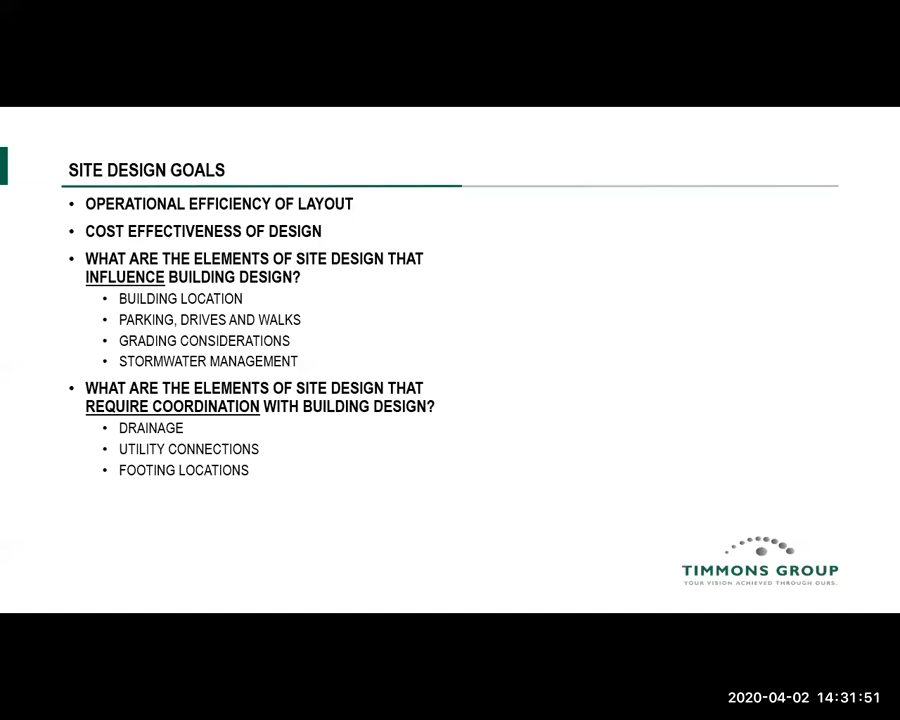 SITE DESIGN GOALS
• OPERATIONAL EFFICIENCY OF LAYOUT
• COST EFFECTIVENESS OF DESIGN
• WHAT ARE THE ELEMENTS OF SITE DESIGN THAT
INFLUENCE BUILDING DESIGN?
• BUILDING LOCATION
• PARKING, DRIVES AND WALKS
• GRADING CONSIDERATIONS
• STORMWATER MANAGEMENT
• WHAT ARE THE ELEMENTS OF SITE DESIGN THAT
REQUIRE COORDINATION WITH BUILDING DESIGN?
• DRAINAGE
• UTILITY CONNECTIONS
• FOOTING LOCATIONS
TIMMONS GROUP
YOUR VISION ACHIEVED THROUGH OURS.
2020-04-02 14:31:51